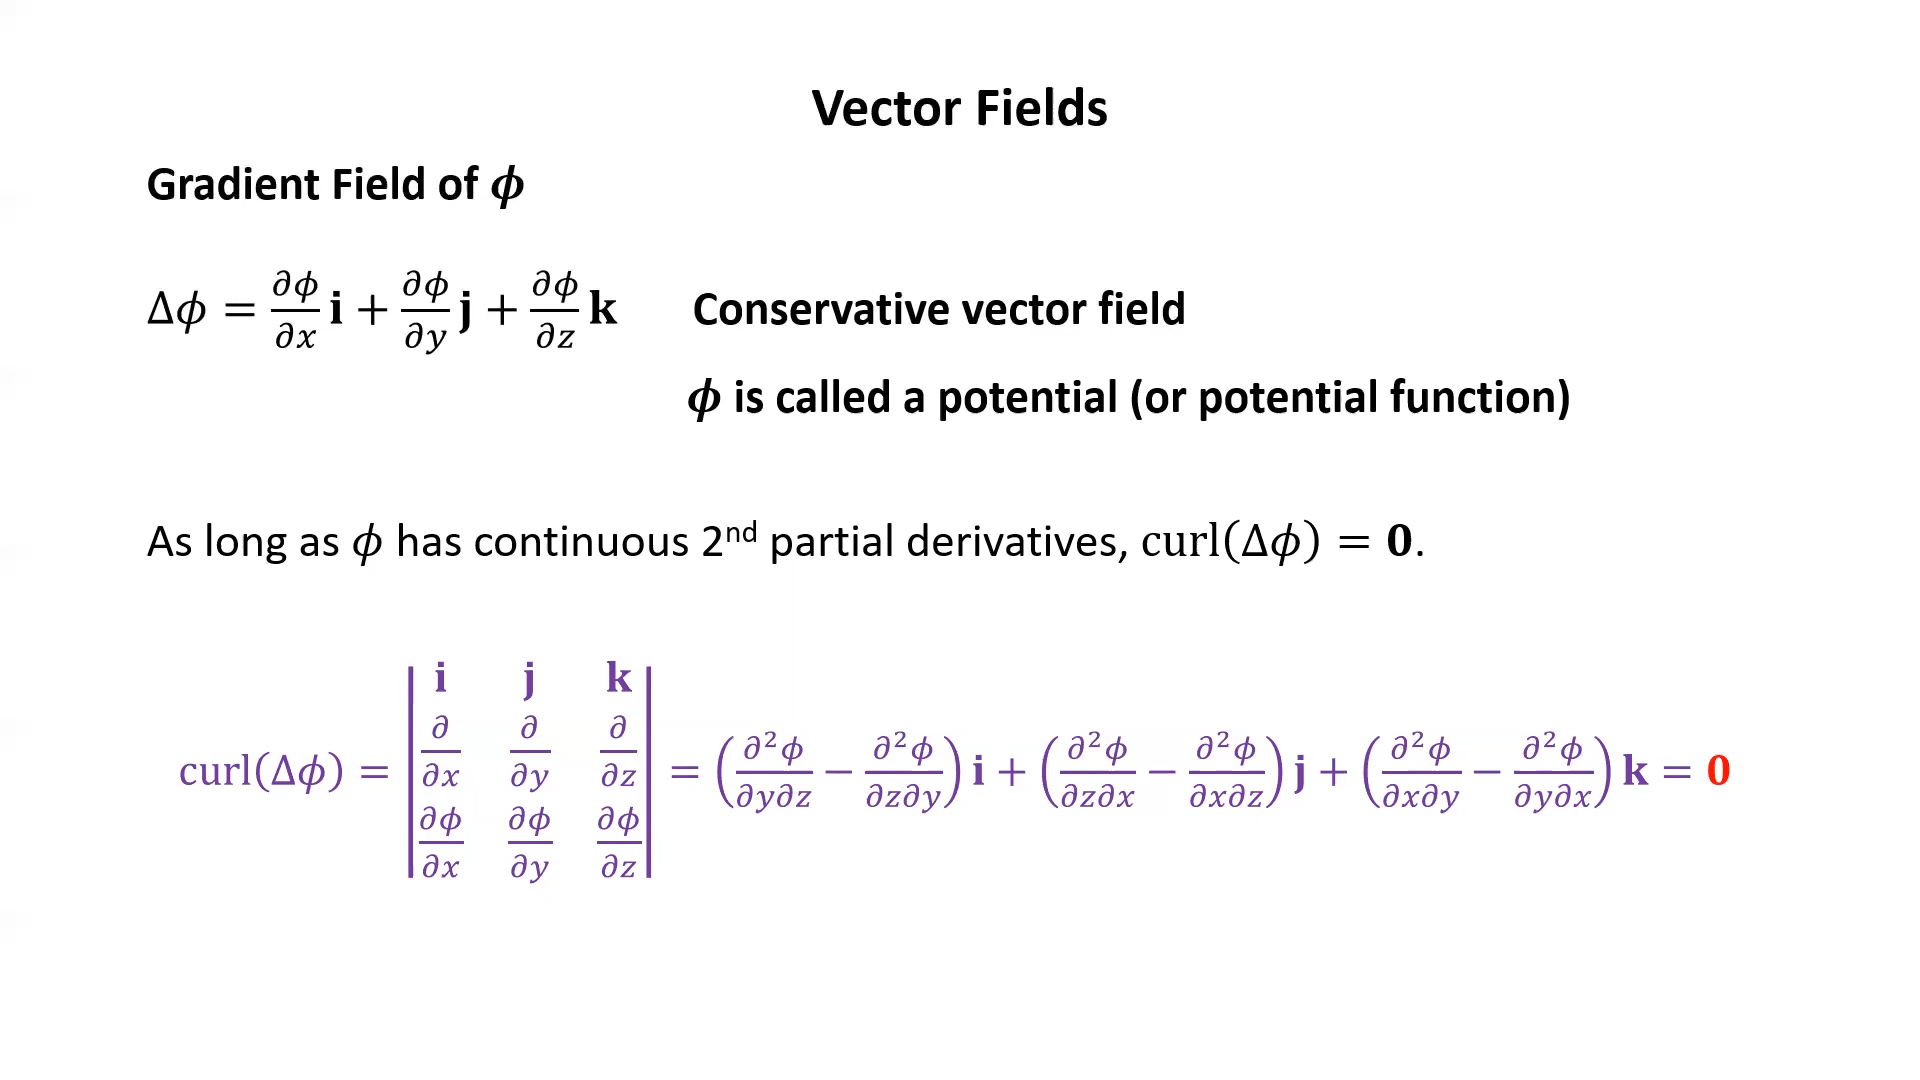 Vector Fields
Gradient Field of ϕ
Δϕ = ∂ϕ/∂x i + ∂ϕ/∂y j + ∂ϕ/∂z k Conservative vector field
ϕ is called a potential (or potential function)
As long as ϕ has continuous 2nd partial derivatives, curl(Δϕ) = 0.
curl(Δϕ) = | i j k ; ∂/∂x ∂/∂y ∂/∂z ; ∂ϕ/∂x ∂ϕ/∂y ∂ϕ/∂z | = (∂²ϕ/∂y∂z − ∂²ϕ/∂z∂y) i + (∂²ϕ/∂z∂x − ∂²ϕ/∂x∂z) j + (∂²ϕ/∂x∂y − ∂²ϕ/∂y∂x) k = 0